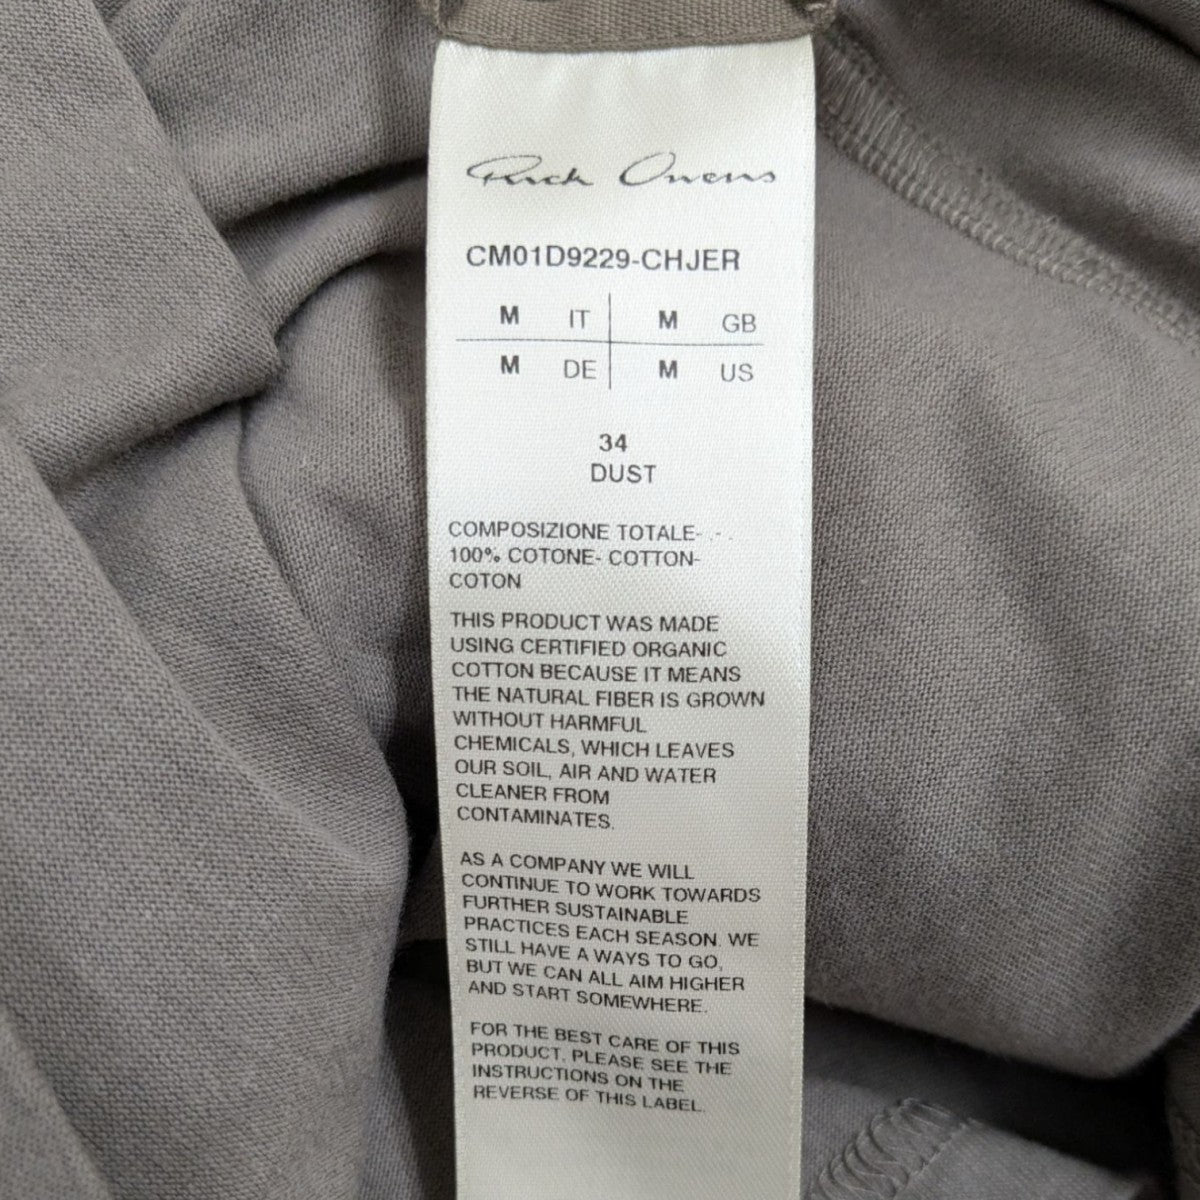 Rick Owens
CM01D9229-CHJER
M IT M GB
M DE M US
34
DUST
COMPOSIZIONE TOTALE- .- .
100% COTONE- COTTON-
COTON
THIS PRODUCT WAS MADE
USING CERTIFIED ORGANIC
COTTON BECAUSE IT MEANS
THE NATURAL FIBER IS GROWN
WITHOUT HARMFUL
CHEMICALS, WHICH LEAVES
OUR SOIL, AIR AND WATER
CLEANER FROM
CONTAMINATES.
AS A COMPANY WE WILL
CONTINUE TO WORK TOWARDS
FURTHER SUSTAINABLE
PRACTICES EACH SEASON. WE
STILL HAVE A WAYS TO GO,
BUT WE CAN ALL AIM HIGHER
AND START SOMEWHERE.
FOR THE BEST CARE OF THIS
PRODUCT, PLEASE SEE THE
INSTRUCTIONS ON THE
REVERSE OF THIS LABEL.